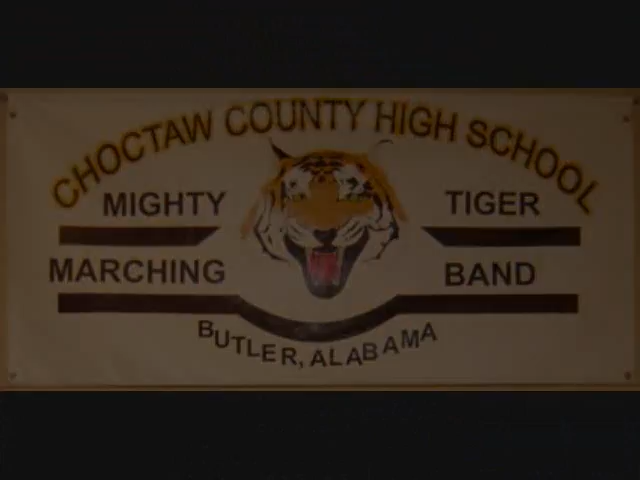 CHOCTAW COUNTY HIGH SCHOOL
MIGHTY TIGER
MARCHING BAND
BUTLER, ALABAMA